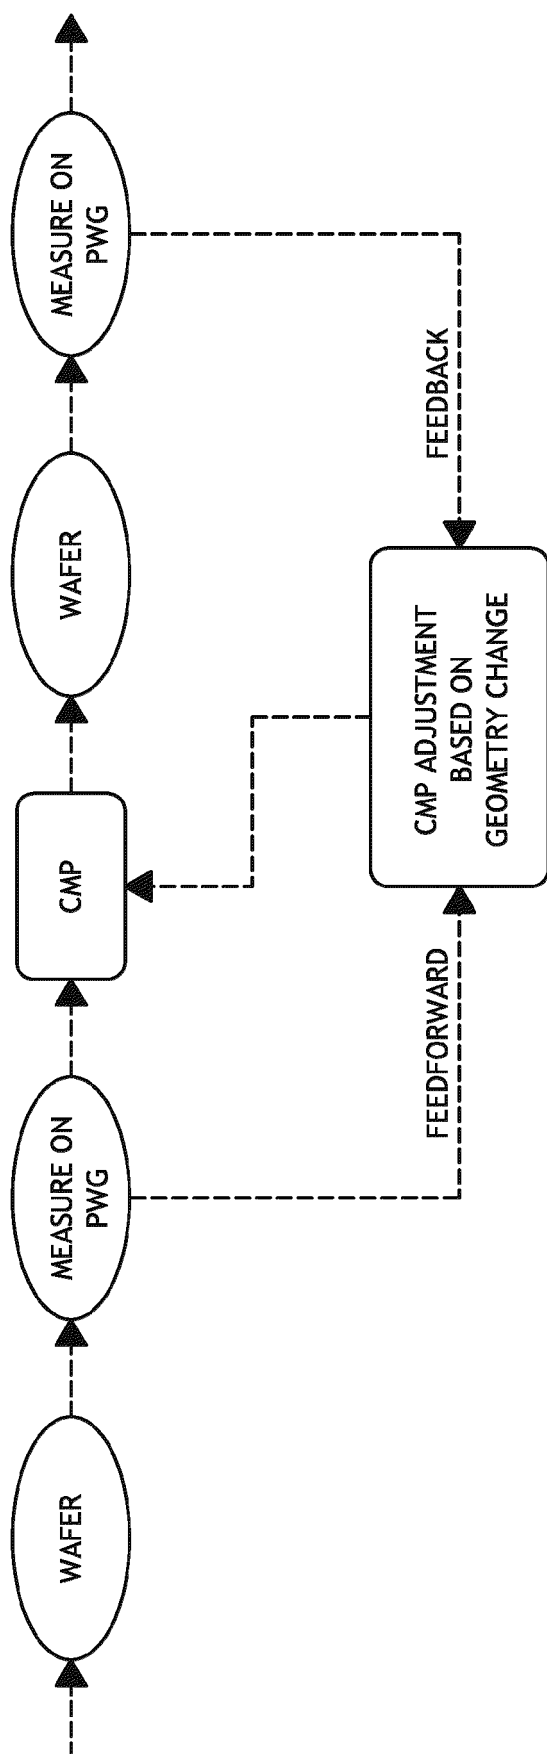 WAFER
MEASURE ON
PWG
CMP
WAFER
MEASURE ON
PWG
FEEDFORWARD
CMP ADJUSTMENT
BASED ON
GEOMETRY CHANGE
FEEDBACK